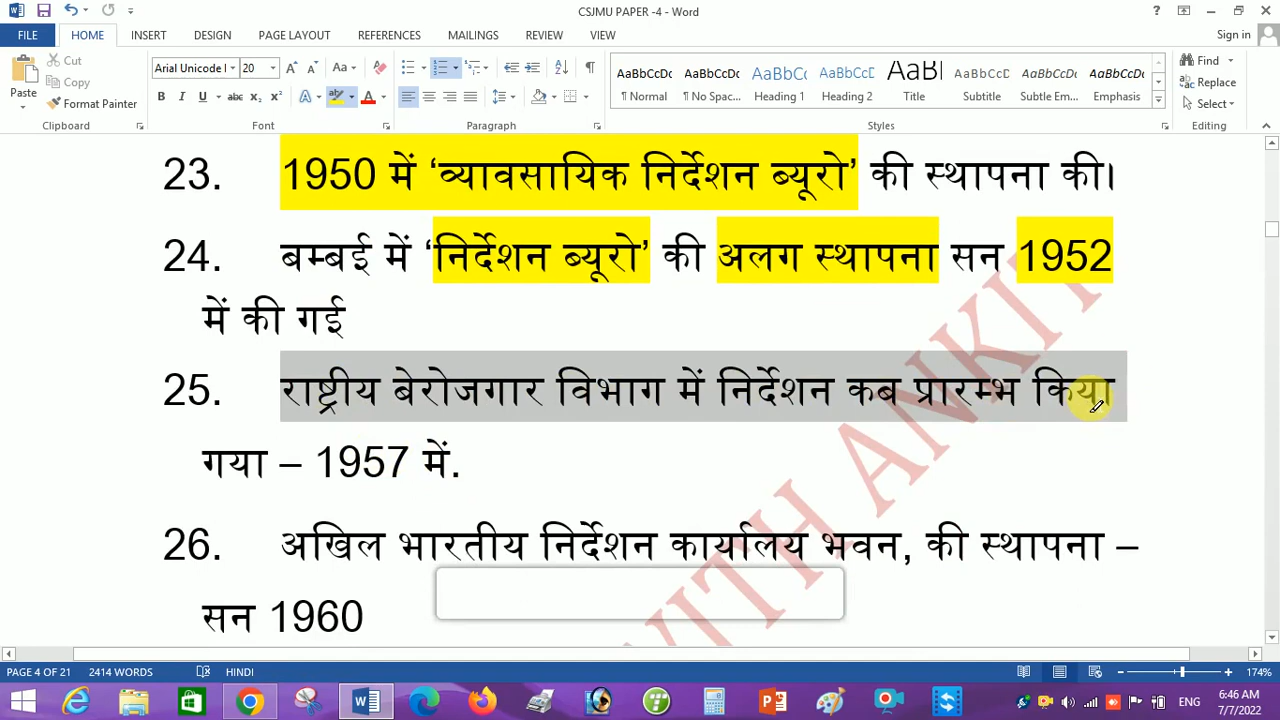 CSJMU PAPER -4 - Word
FILE HOME INSERT DESIGN PAGE LAYOUT REFERENCES MAILINGS REVIEW VIEW Sign in
Paste Cut Copy Format Painter Clipboard
Arial Unicode I 20 Aa Font
Paragraph
AaBbCcDc AaBbCcDc AaBbCc AaBbCcC AaBl AaBbCcD AaBbCcDc AaBbCcDc
¶ Normal ¶ No Spac... Heading 1 Heading 2 Title Subtitle Subtle Em... Emphasis
Styles
Find Replace Select Editing
23. 1950 में ‘व्यावसायिक निर्देशन ब्यूरो’ की स्थापना की।
24. बम्बई में ‘निर्देशन ब्यूरो’ की अलग स्थापना सन 1952
में की गई
25. राष्ट्रीय बेरोजगार विभाग में निर्देशन कब प्रारम्भ किया
गया – 1957 में.
26. अखिल भारतीय निर्देशन कार्यालय भवन, की स्थापना –
सन 1960
WITH ANKIT
PAGE 4 OF 21 2414 WORDS HINDI 174%
ENG 6:46 AM
7/7/2022